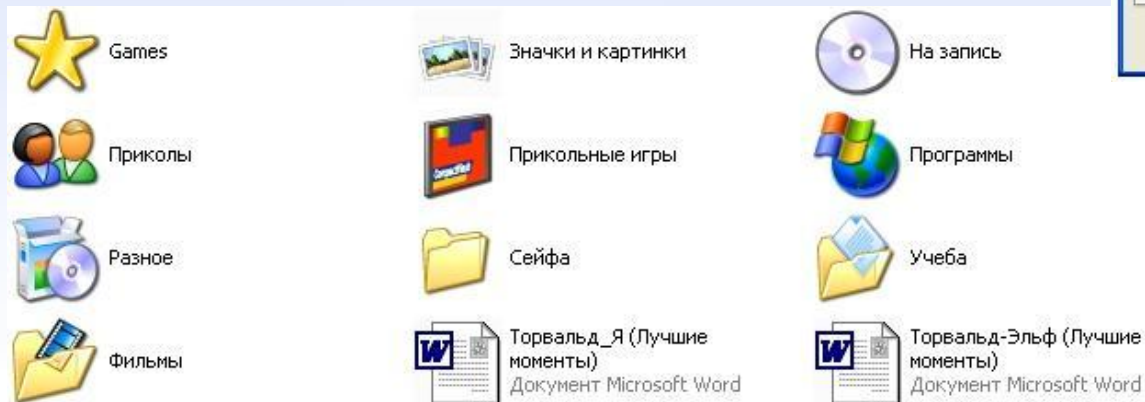 Games
Значки и картинки
На запись
Приколы
Прикольные игры
Программы
Разное
Сейфа
Учеба
Фильмы
Торвальд_Я (Лучшие
моменты)
Документ Microsoft Word
Торвальд-Эльф (Лучшие
моменты)
Документ Microsoft Word